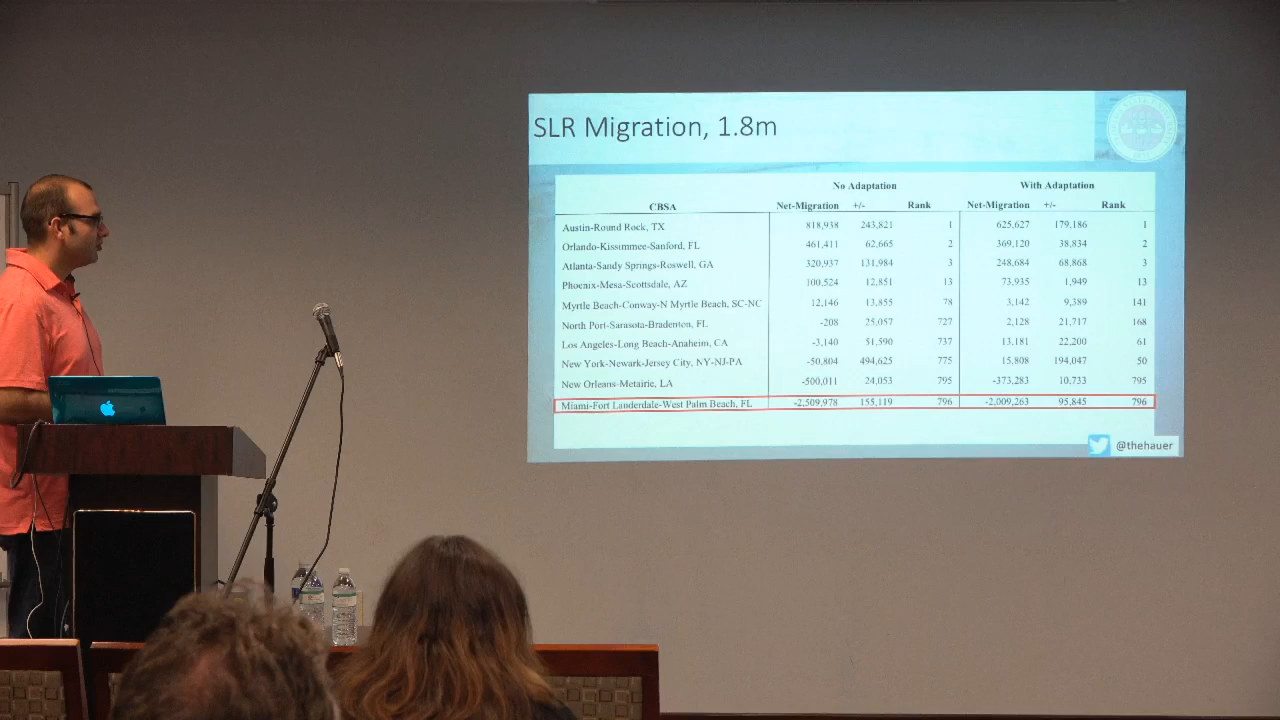 SLR Migration, 1.8m
No Adaptation With Adaptation
CBSA Net-Migration +/- Rank Net-Migration +/- Rank
Austin-Round Rock, TX 818,938 243,821 1 625,627 179,186 1
Orlando-Kissimmee-Sanford, FL 461,411 62,665 2 369,120 38,834 2
Atlanta-Sandy Springs-Roswell, GA 320,937 131,984 3 248,684 68,868 3
Phoenix-Mesa-Scottsdale, AZ 100,524 12,851 13 73,935 1,949 13
Myrtle Beach-Conway-N Myrtle Beach, SC-NC 12,146 13,855 78 3,142 9,389 141
North Port-Sarasota-Bradenton, FL -208 25,057 727 2,128 21,717 168
Los Angeles-Long Beach-Anaheim, CA -3,140 51,590 737 13,181 22,200 61
New York-Newark-Jersey City, NY-NJ-PA -50,804 494,625 775 15,808 194,047 50
New Orleans-Metairie, LA -500,011 24,053 795 -373,283 10,733 795
Miami-Fort Lauderdale-West Palm Beach, FL -2,509,978 155,119 796 -2,009,263 95,845 796
@thehauer